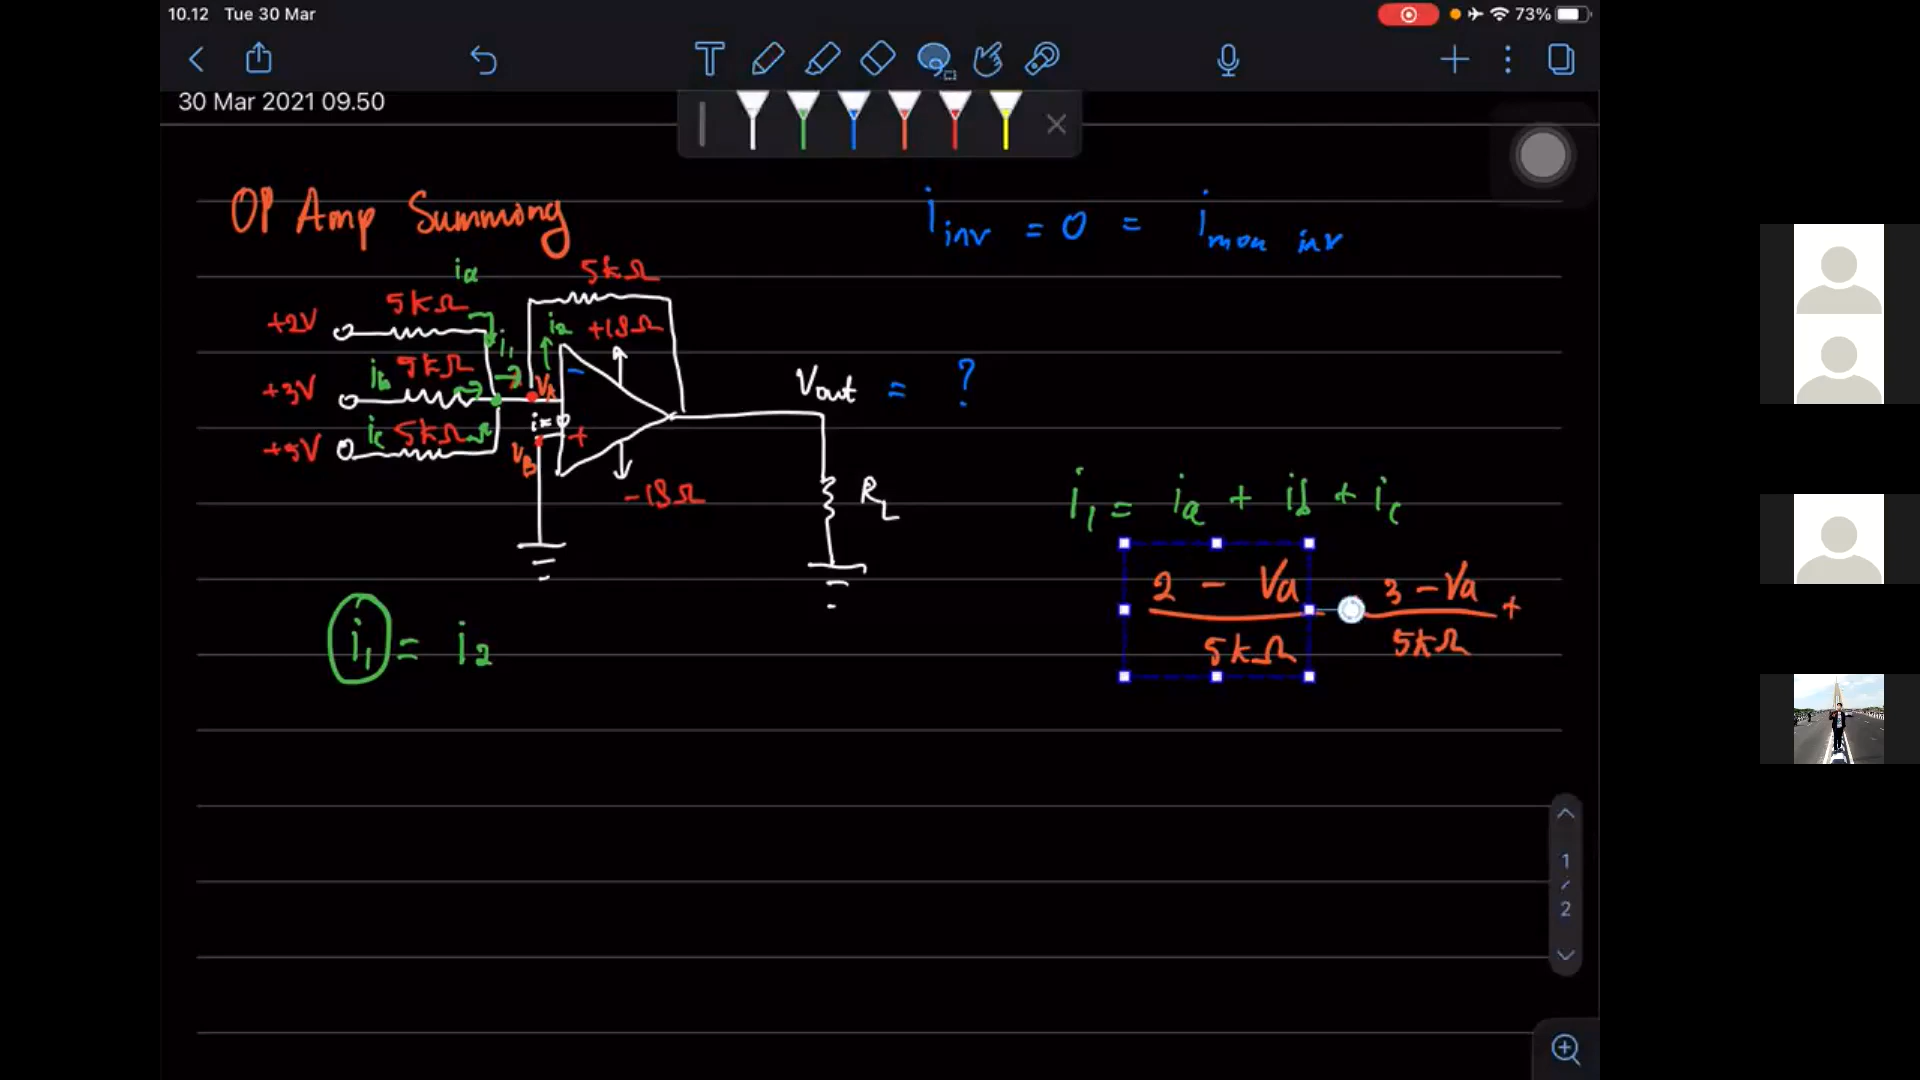 10.12 Tue 30 Mar
73%
30 Mar 2021 09.50
OP Amp Summing
i inv = 0 = i non inv
ia
5kΩ
5kΩ
+2V
i2
+18Ω
i1
ib
5kΩ
+3V
VA
-
Vout = ?
i=0
ic
5kΩ
+5V
+
VB
-18Ω
RL
i1 = ia + ib + ic
2 - Va
3 - Va
+
5kΩ
5kΩ
i1 = i2
1
/
2